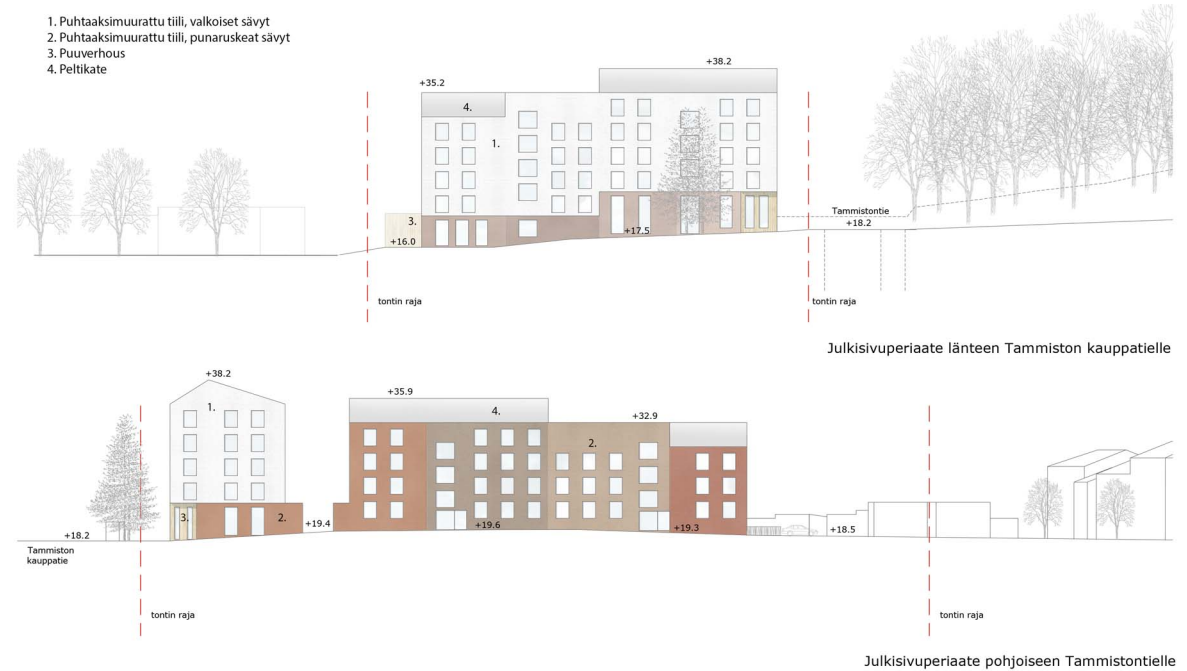 1. Puhtaaksimuurattu tiili, valkoiset sävyt
2. Puhtaaksimuurattu tiili, punaruskeat sävyt
3. Puuverhous
4. Peltikate
+38.2
+35.2
4.
1.
3.
+16.0
+17.5
Tammistontie
+18.2
tontin raja
tontin raja
Julkisivuperiaate länteen Tammiston kauppatielle
+38.2
1.
+35.9
4.
+32.9
2.
3.
2.
+19.4
+19.6
+19.3
+18.5
+18.2
Tammiston
kauppatie
tontin raja
tontin raja
Julkisivuperiaate pohjoiseen Tammistontielle